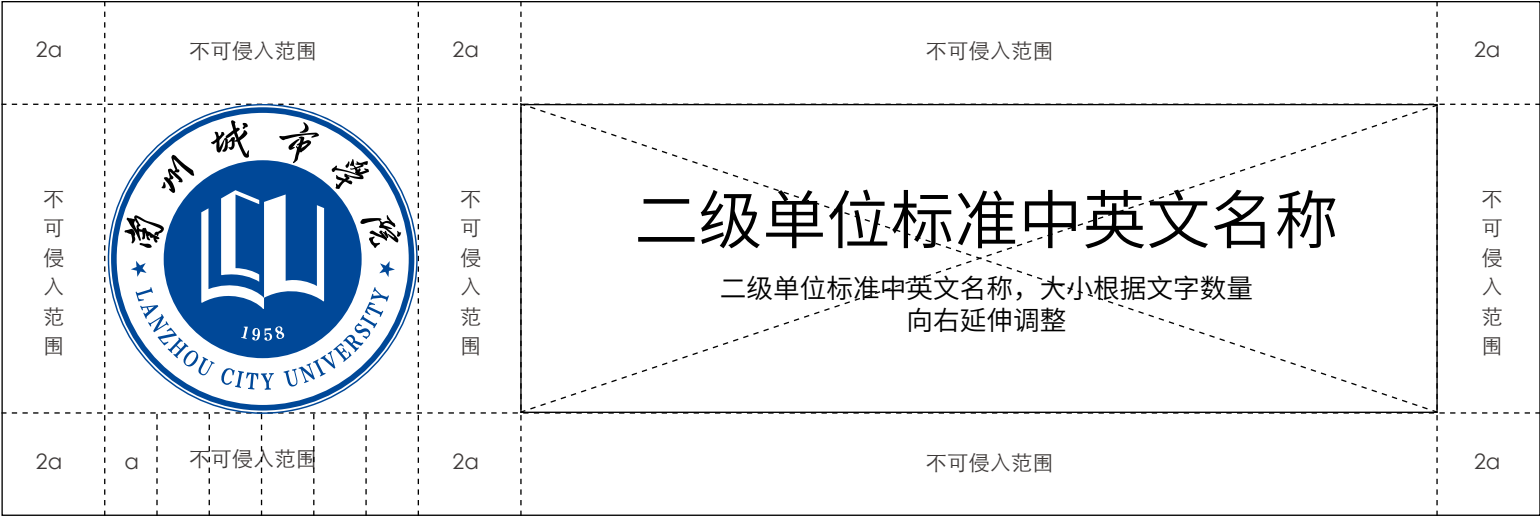 2a
不可侵入范围
2a
不可侵入范围
2a
不可侵入范围
兰州城市学院
LANZHOU CITY UNIVERSITY
1958
不可侵入范围
二级单位标准中英文名称
二级单位标准中英文名称，大小根据文字数量
向右延伸调整
不可侵入范围
2a
a
不可侵入范围
2a
不可侵入范围
2a